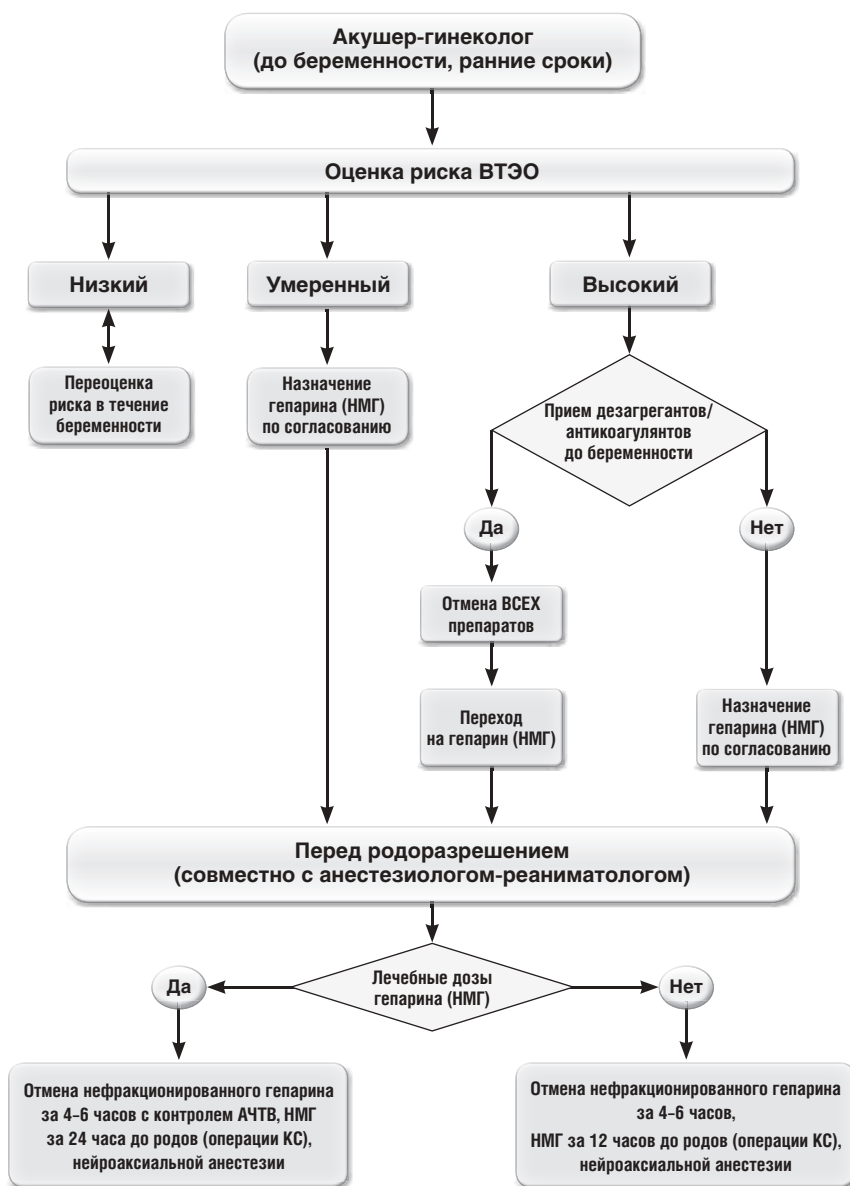 Акушер-гинеколог
(до беременности, ранние сроки)
Оценка риска ВТЭО
Низкий
Умеренный
Высокий
Переоценка
риска в течение
беременности
Назначение
гепарина (НМГ)
по согласованию
Прием дезагрегантов/
антикоагулянтов
до беременности
Да
Нет
Отмена ВСЕХ
препаратов
Переход
на гепарин (НМГ)
Назначение
гепарина (НМГ)
по согласованию
Перед родоразрешением
(совместно с анестезиологом-реаниматологом)
Лечебные дозы
гепарина (НМГ)
Да
Нет
Отмена нефракционированного гепарина
за 4–6 часов с контролем АЧТВ, НМГ
за 24 часа до родов (операции КС),
нейроаксиальной анестезии
Отмена нефракционированного гепарина
за 4–6 часов,
НМГ за 12 часов до родов (операции КС),
нейроаксиальной анестезии